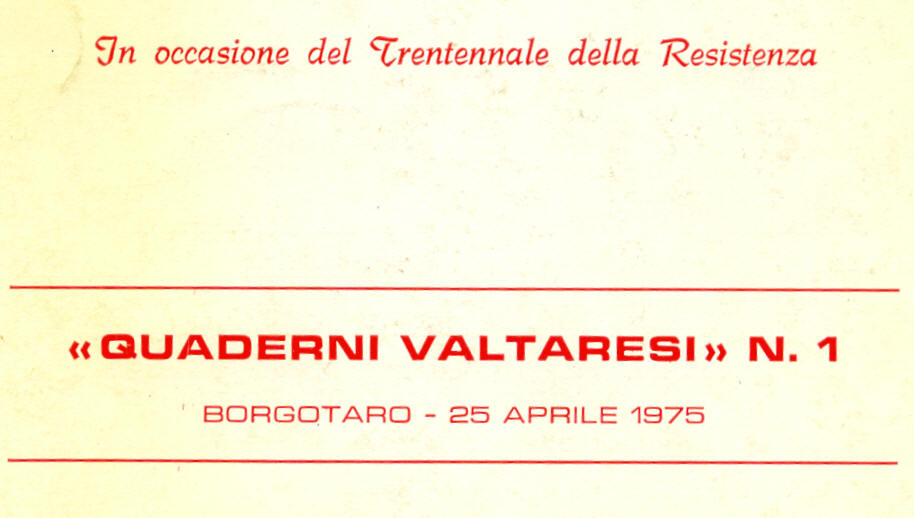 In occasione del Trentennale della Resistenza
«QUADERNI VALTARESI» N. 1
BORGOTARO - 25 APRILE 1975